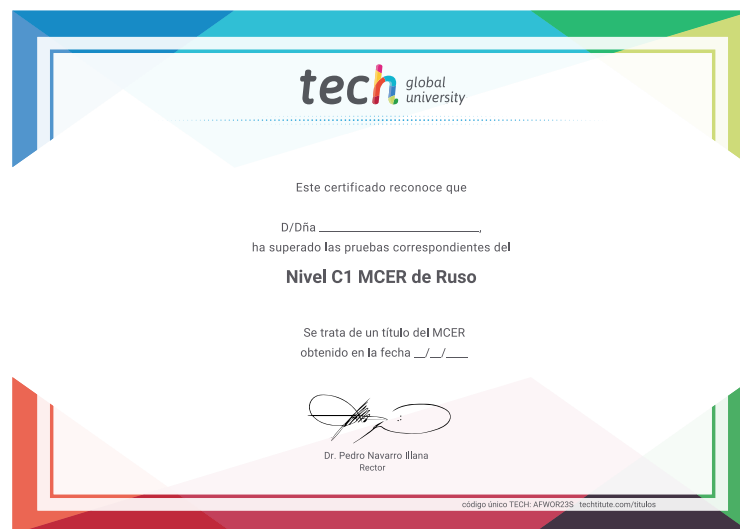 tech global university
Este certificado reconoce que
D/Dña ______________________,
ha superado las pruebas correspondientes del
Nivel C1 MCER de Ruso
Se trata de un título del MCER
obtenido en la fecha __/__/____
Dr. Pedro Navarro Illana
Rector
código único TECH: AFWOR23S techtitute.com/titulos